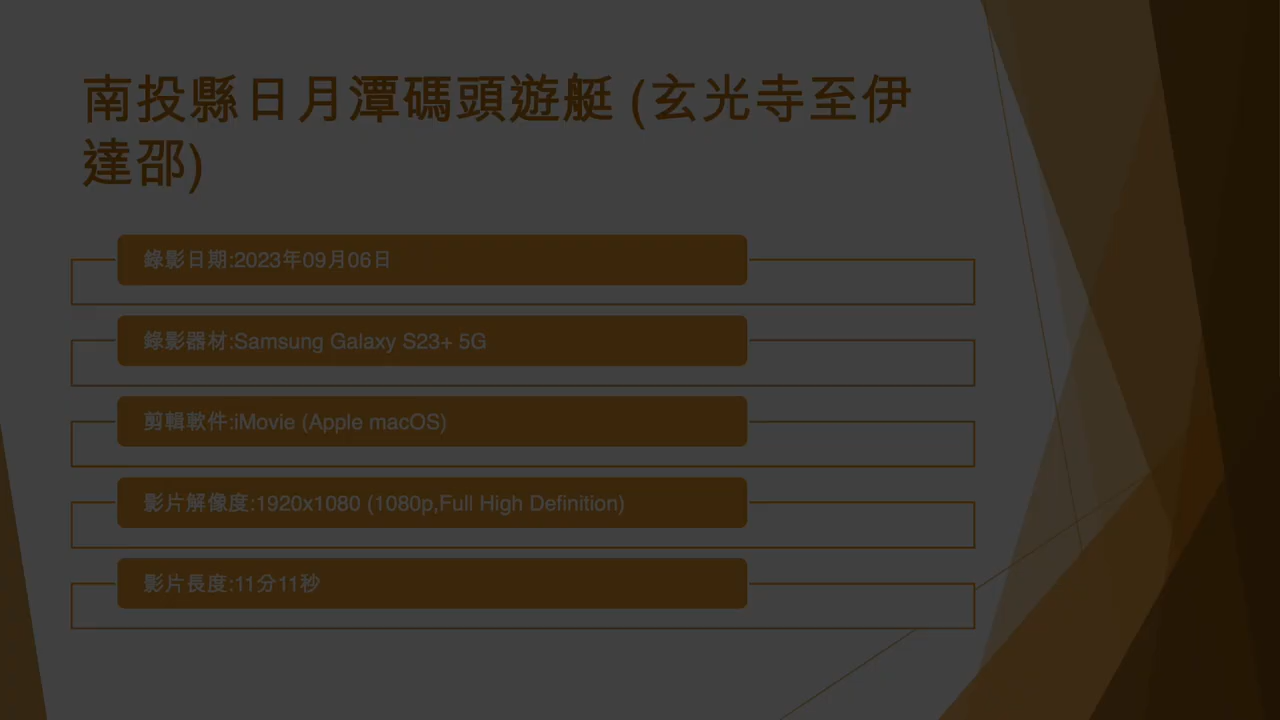 南投縣日月潭碼頭遊艇 (玄光寺至伊
達邵)
錄影日期:2023年09月06日
錄影器材:Samsung Galaxy S23+ 5G
剪輯軟件:iMovie (Apple macOS)
影片解像度:1920x1080 (1080p,Full High Definition)
影片長度:11分11秒